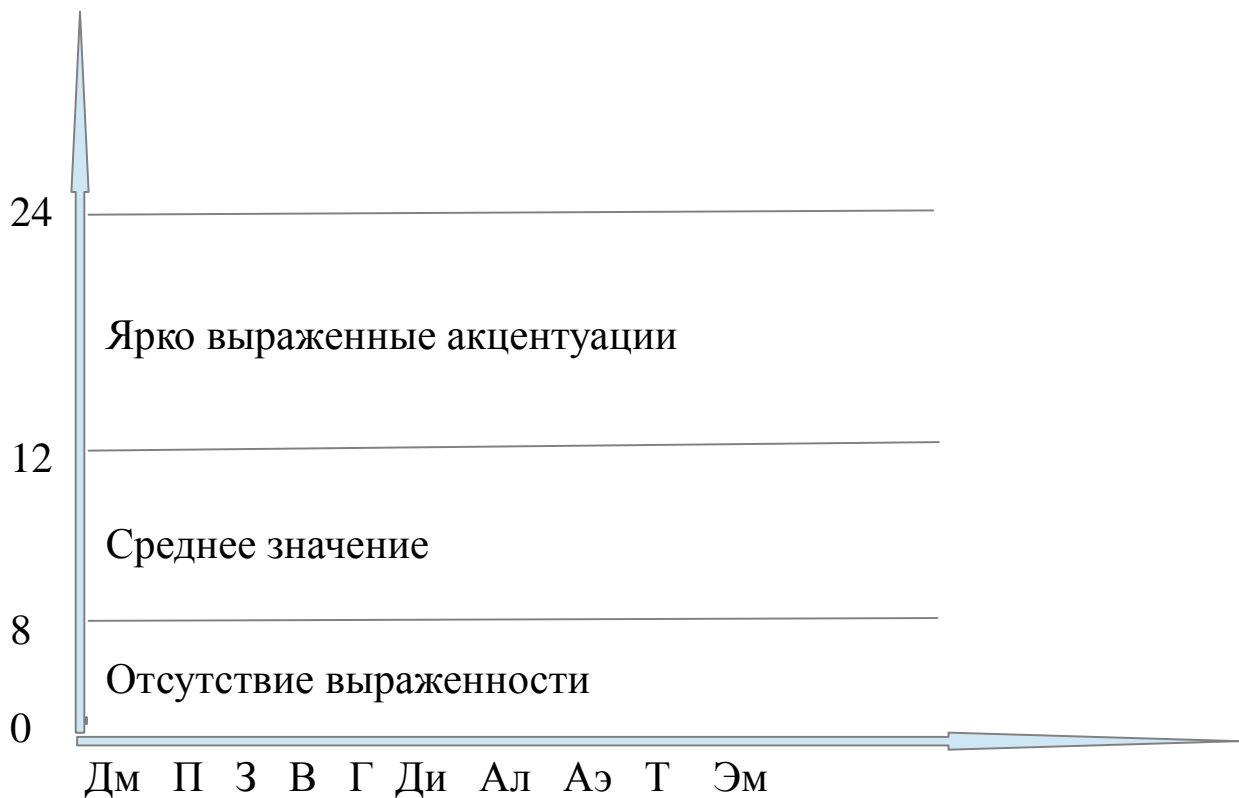 24
Ярко выраженные акцентуации
12
Среднее значение
8
Отсутствие выраженности
0
Дм П З В Г Ди Ал Аэ Т Эм